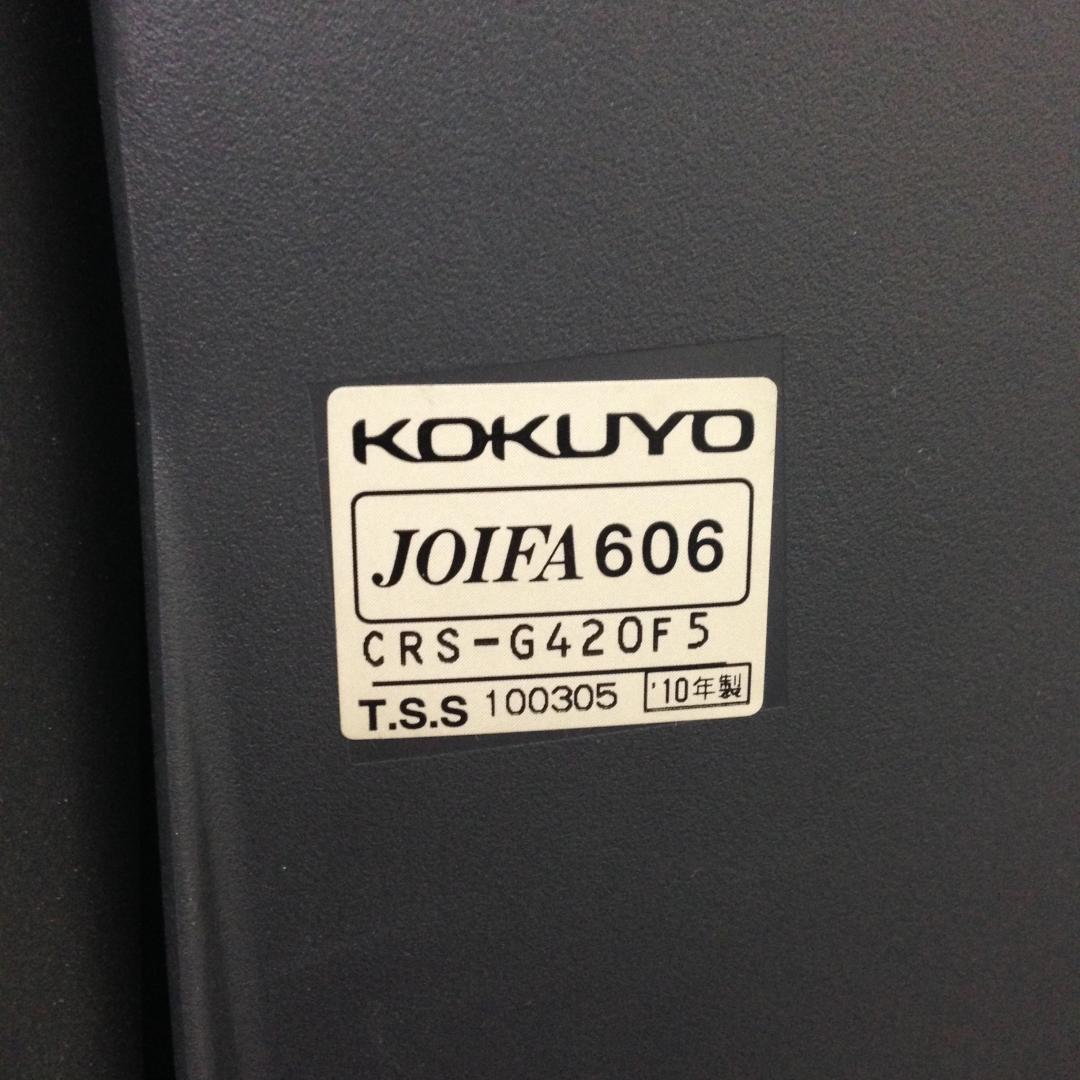 KOKUYO
JOIFA 606
CRS-G420F5
T.S.S 100305 '10年製